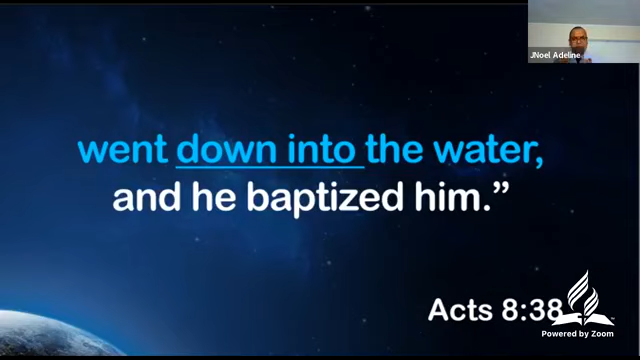 JNoel Adeline
went down into the water,
and he baptized him.”
Acts 8:38
Powered by Zoom